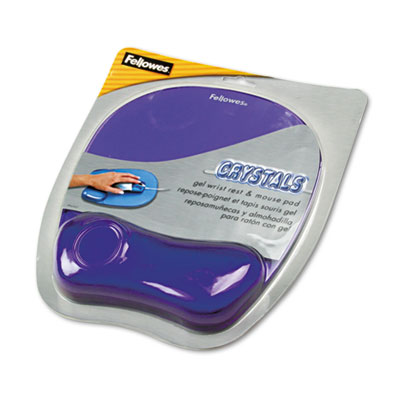 Fellowes
Fellowes
CRYSTALS
gel wrist rest & mouse pad
repose-poignet et tapis souris gel
reposamuñecas y almohadilla
para ratón con gel